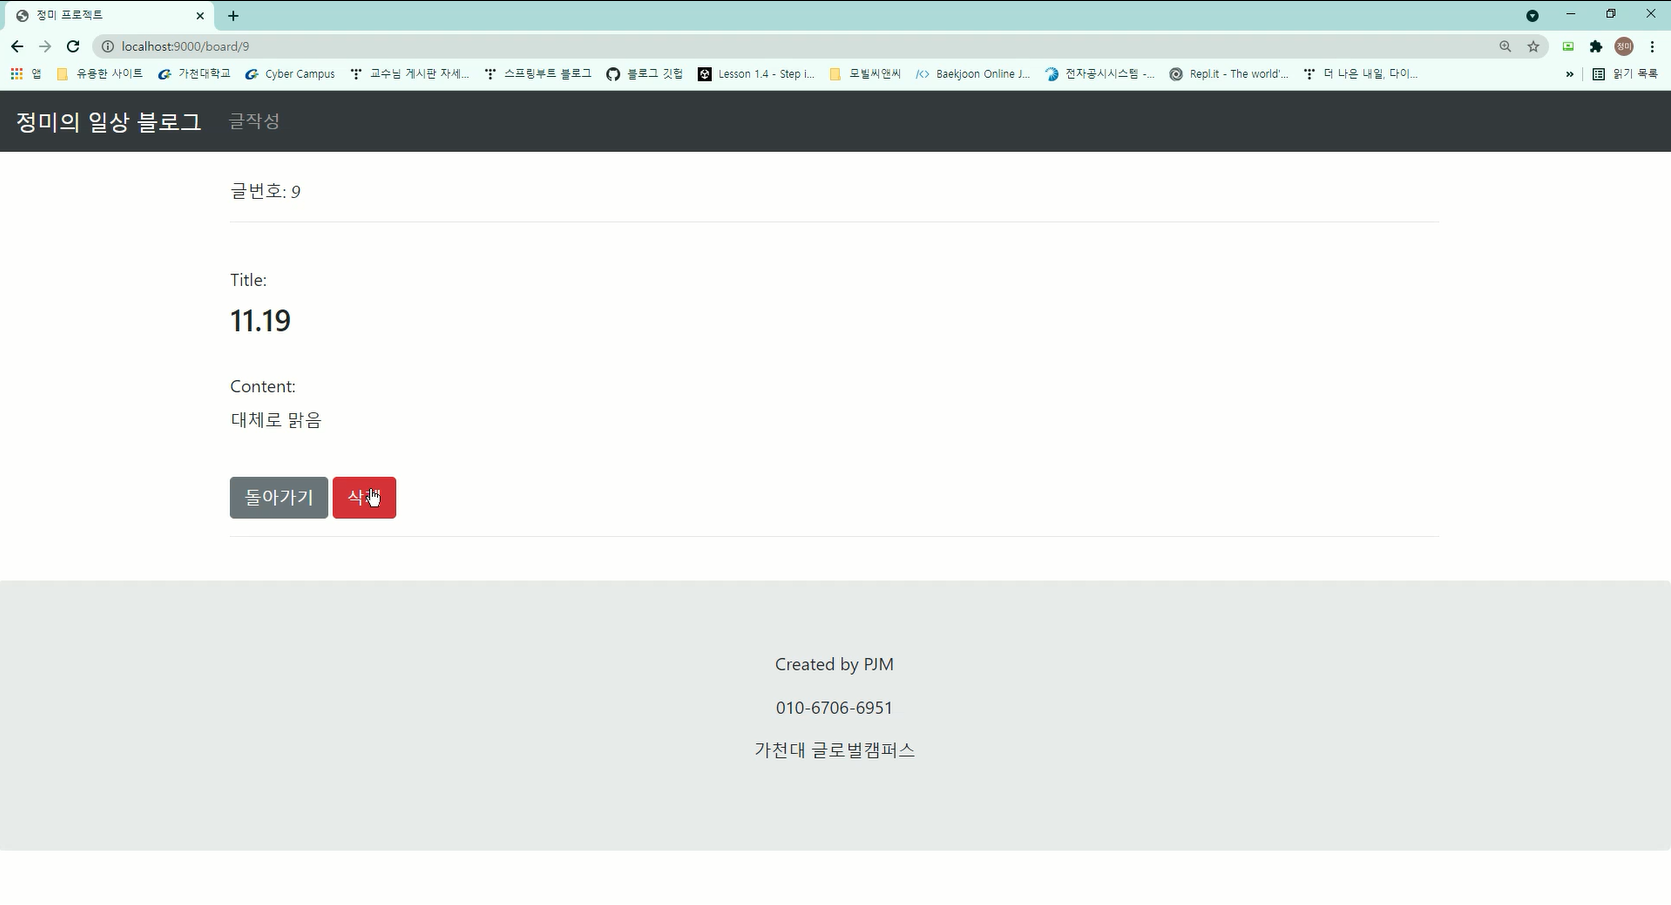 정미 프로젝트
localhost:9000/board/9
정미
앱
유용한 사이트
가천대학교
Cyber Campus
교수님 게시판 자세...
스프링부트 블로그
블로그 깃헙
Lesson 1.4 - Step i...
모빌씨앤씨
Baekjoon Online J...
전자공시시스템 -...
Repl.it - The world'...
더 나은 내일, 다이...
»
읽기 목록
정미의 일상 블로그 글작성
글번호: 9
Title:
11.19
Content:
대체로 맑음
돌아가기
Created by PJM
010-6706-6951
가천대 글로벌캠퍼스